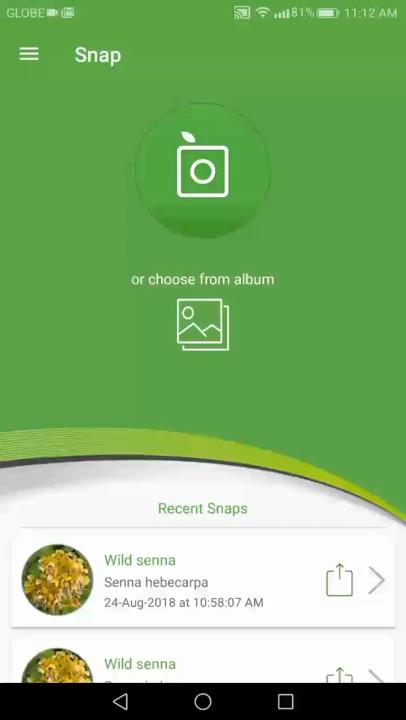 GLOBE 81% 11:12 AM
Snap
or choose from album
Recent Snaps
Wild senna
Senna hebecarpa
24-Aug-2018 at 10:58:07 AM
Wild senna